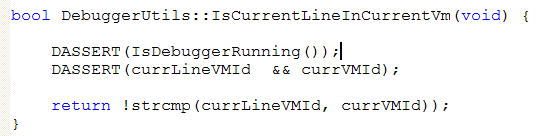 bool DebuggerUtils::IsCurrentLineInCurrentVm(void) {
DASSERT(IsDebuggerRunning());
DASSERT(currLineVMId  && currVMId);
return !strcmp(currLineVMId, currVMId));
}